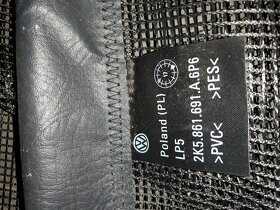 Poland (PL)
LP5
2K5.861.691.A.6P6
>PVC< >PES<